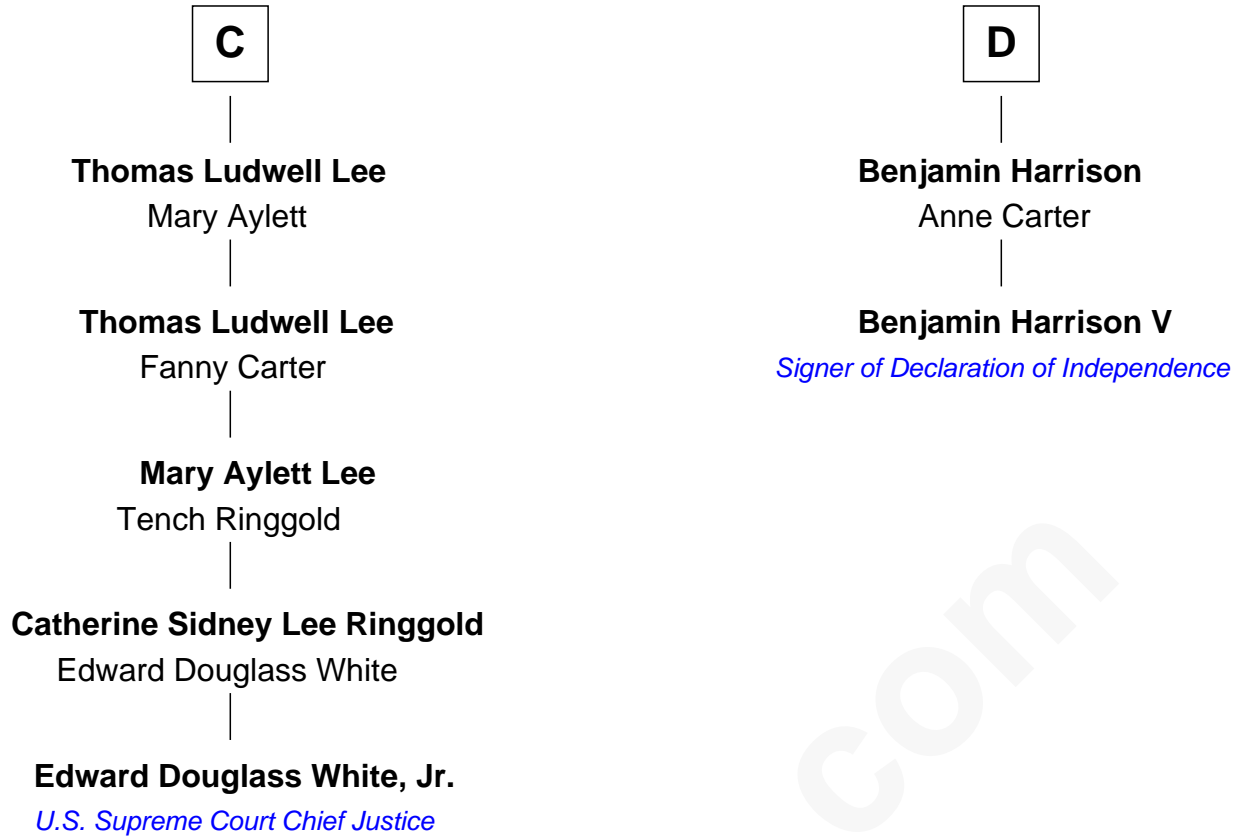 C
Thomas Ludwell Lee
Mary Aylett
Thomas Ludwell Lee
Fanny Carter
Mary Aylett Lee
Tench Ringgold
Catherine Sidney Lee Ringgold
Edward Douglass White
Edward Douglass White, Jr.
U.S. Supreme Court Chief Justice
D
Benjamin Harrison
Anne Carter
Benjamin Harrison V
Signer of Declaration of Independence
com